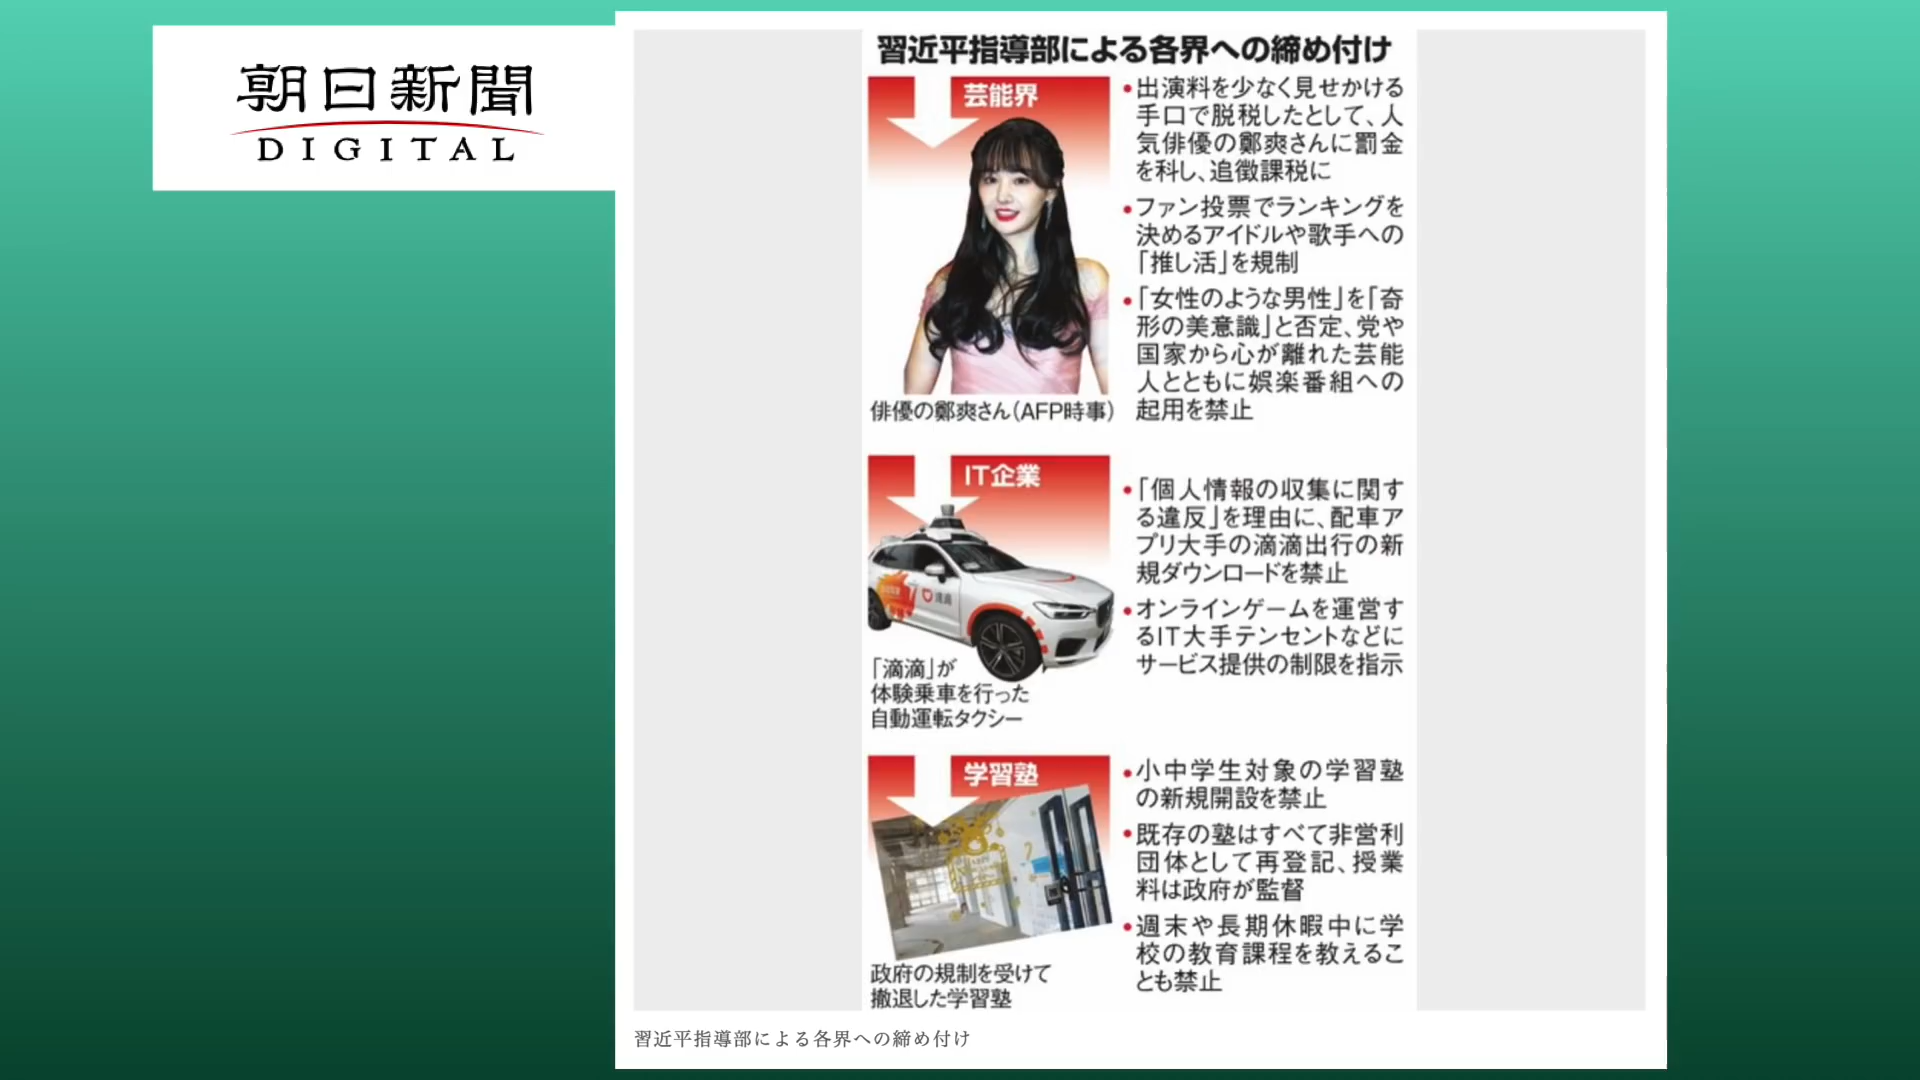 朝日新聞
DIGITAL
習近平指導部による各界への締め付け
芸能界
•出演料を少なく見せかける
手口で脱税したとして、人
気俳優の鄭爽さんに罰金
を科し、追徴課税に
•ファン投票でランキングを
決めるアイドルや歌手への
「推し活」を規制
•「女性のような男性」を「奇
形の美意識」と否定、党や
国家から心が離れた芸能
人とともに娯楽番組への
起用を禁止
俳優の鄭爽さん(AFP時事)
IT企業
•「個人情報の収集に関す
る違反」を理由に、配車ア
プリ大手の滴滴出行の新
規ダウンロードを禁止
•オンラインゲームを運営す
るIT大手テンセントなどに
サービス提供の制限を指示
滴滴
「滴滴」が
体験乗車を行った
自動運転タクシー
学習塾
•小中学生対象の学習塾
の新規開設を禁止
•既存の塾はすべて非営利
団体として再登記、授業
料は政府が監督
•週末や長期休暇中に学
校の教育課程を教えるこ
とも禁止
政府の規制を受けて
撤退した学習塾
習近平指導部による各界への締め付け